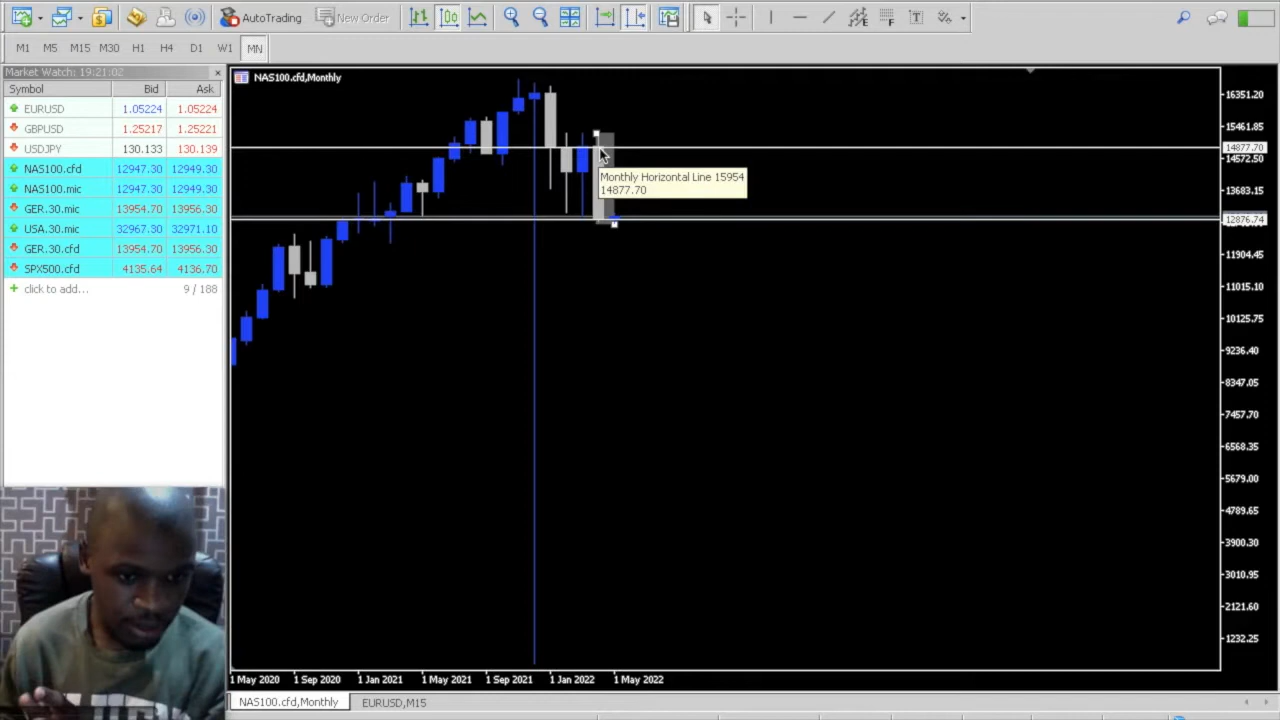 AutoTrading New Order
M1 M5 M15 M30 H1 H4 D1 W1 MN
Market Watch: 19:21:02
Symbol Bid Ask
EURUSD 1.05224 1.05224
GBPUSD 1.25217 1.25221
USDJPY 130.133 130.139
NAS100.cfd 12947.30 12949.30
NAS100.mic 12947.30 12949.30
GER.30.mic 13954.70 13956.30
USA.30.mic 32967.30 32971.10
GER.30.cfd 13954.70 13956.30
SPX500.cfd 4135.64 4136.70
click to add... 9 / 188
NAS100.cfd,Monthly
Monthly Horizontal Line 15954
14877.70
16351.20
15461.85
14877.70
14572.50
13683.15
12876.74
11904.45
11015.10
10125.75
9236.40
8347.05
7457.70
6568.35
5679.00
4789.65
3900.30
3010.95
2121.60
1232.25
1 May 2020 1 Sep 2020 1 Jan 2021 1 May 2021 1 Sep 2021 1 Jan 2022 1 May 2022
NAS100.cfd,Monthly EURUSD,M15